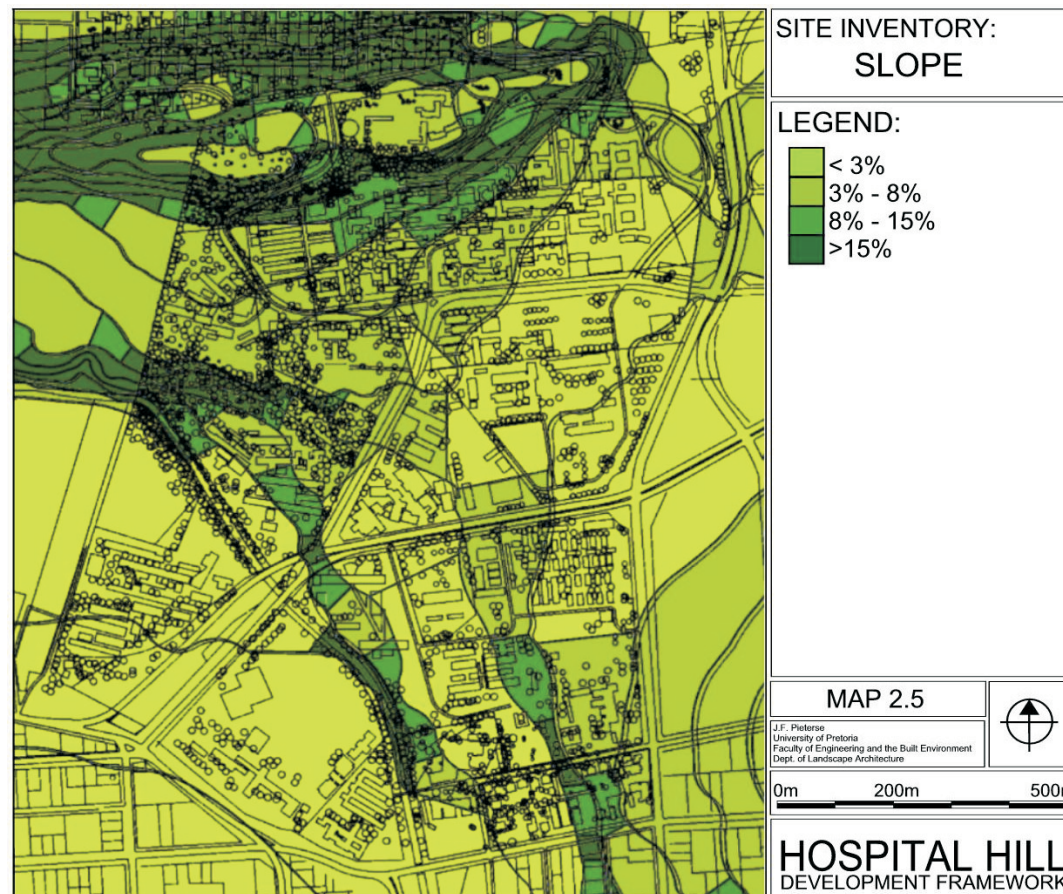 SITE INVENTORY:
SLOPE
LEGEND:
< 3%
3% - 8%
8% - 15%
>15%
MAP 2.5
J.F. Pieterse
University of Pretoria
Faculty of Engineering and the Built Environment
Dept. of Landscape Architecture
0m 200m 500m
HOSPITAL HILL
DEVELOPMENT FRAMEWORK